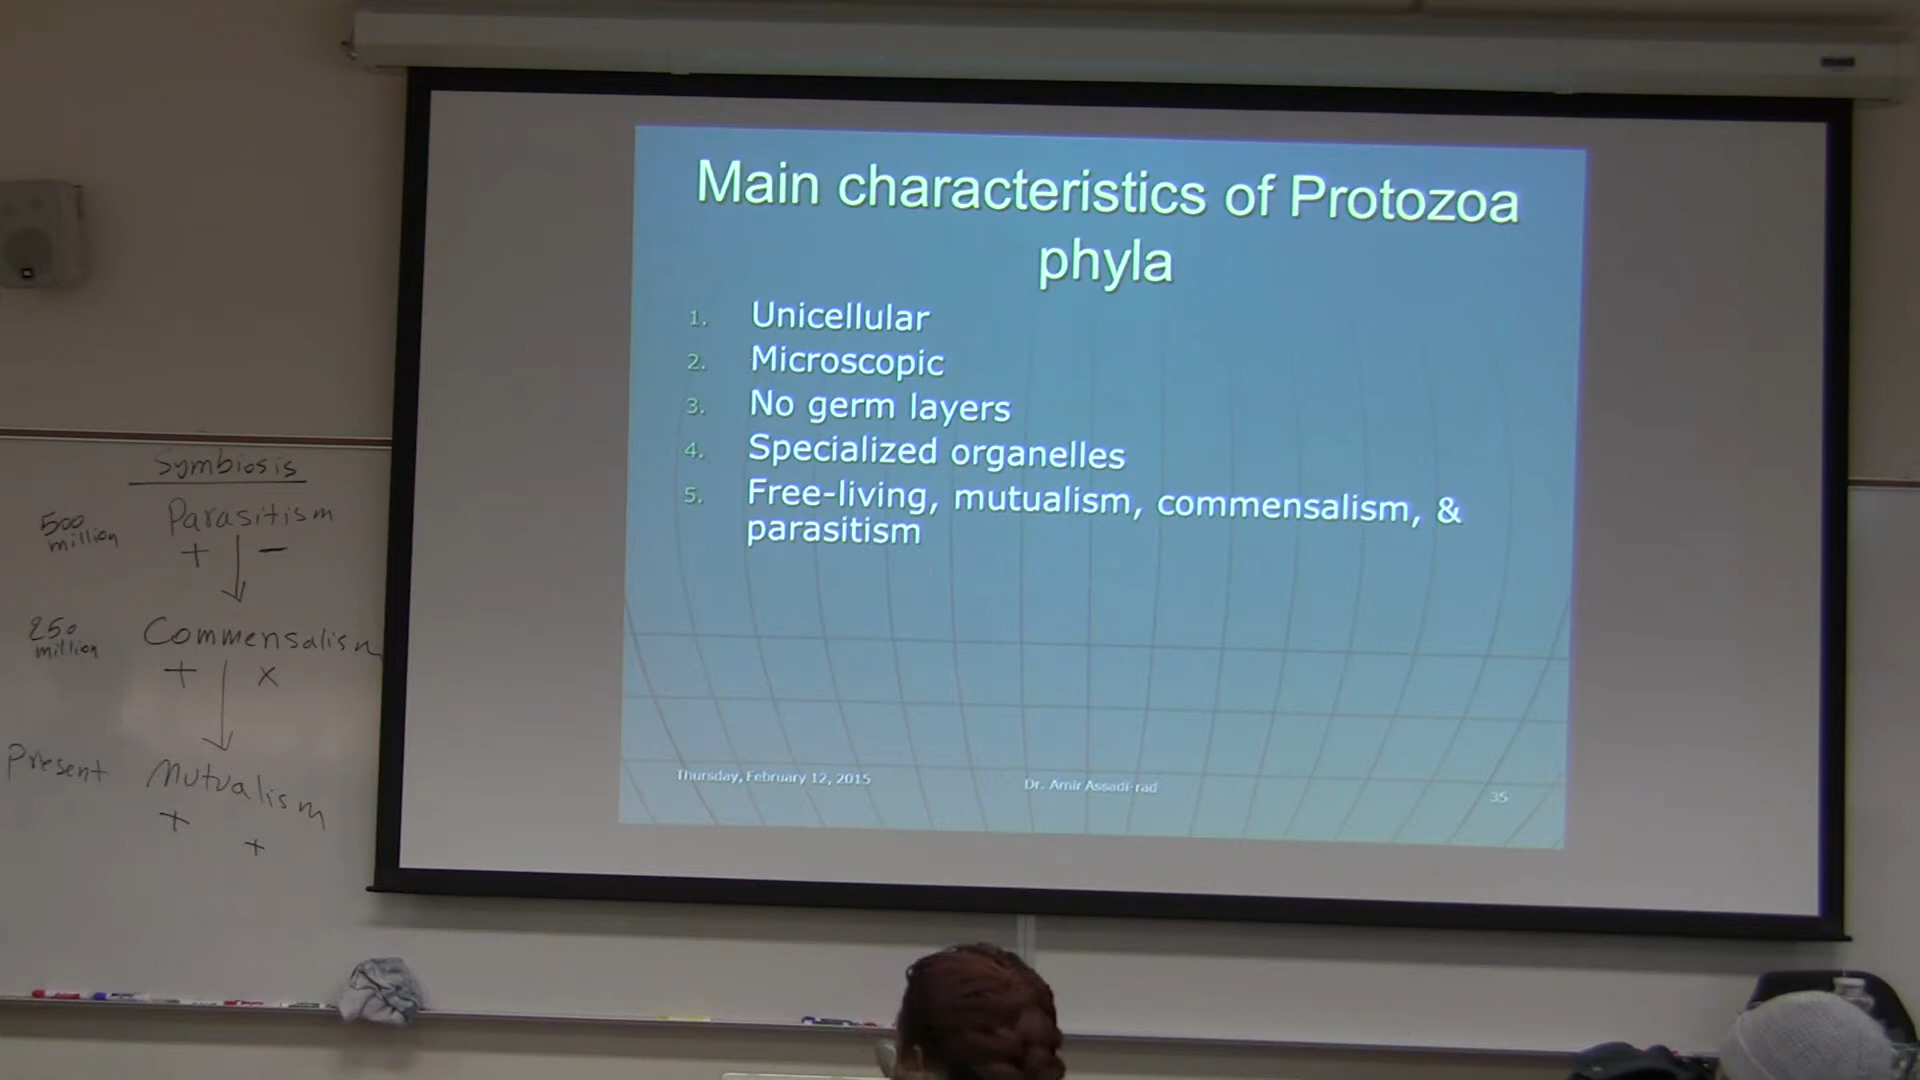 Main characteristics of Protozoa
phyla
1. Unicellular
2. Microscopic
3. No germ layers
4. Specialized organelles
5. Free-living, mutualism, commensalism, &
parasitism
Thursday, February 12, 2015
Dr. Amir Assadi-rad
35
Symbiosis
500
million
Parasitism
+ −
250
million
Commensalism
+ x
Present
Mutualism
+
+